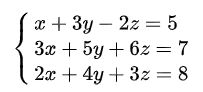 x + 3y − 2z = 5
3x + 5y + 6z = 7
2x + 4y + 3z = 8